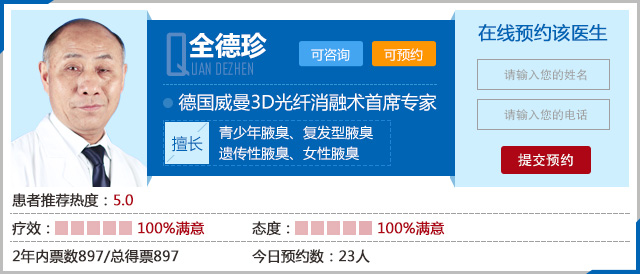 全德珍
QUAN DEZHEN
可咨询
可预约
德国威曼3D光纤消融术首席专家
擅长
青少年腋臭、复发型腋臭
遗传性腋臭、女性腋臭
在线预约该医生
请输入您的姓名
请输入您的电话
提交预约
患者推荐热度：5.0
疗效： 100%满意
态度： 100%满意
2年内票数897/总得票897
今日预约数：23人